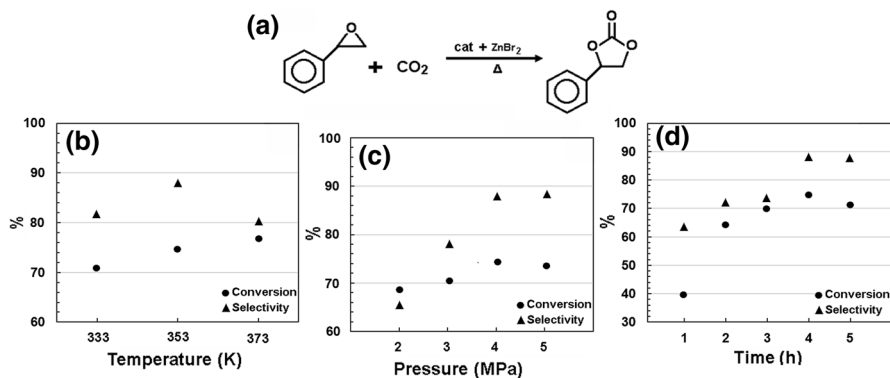 (a)
O
+ CO2
cat + ZnBr2
Δ
O
O O
(b)
100
90
80
70
60
%
333 353 373
Temperature (K)
● Conversion
▲ Selectivity
(c)
100
90
80
70
60
%
2 3 4 5
Pressure (MPa)
● Conversion
▲ Selectivity
(d)
100
90
80
70
60
50
40
30
%
1 2 3 4 5
Time (h)
● Conversion
▲ Selectivity